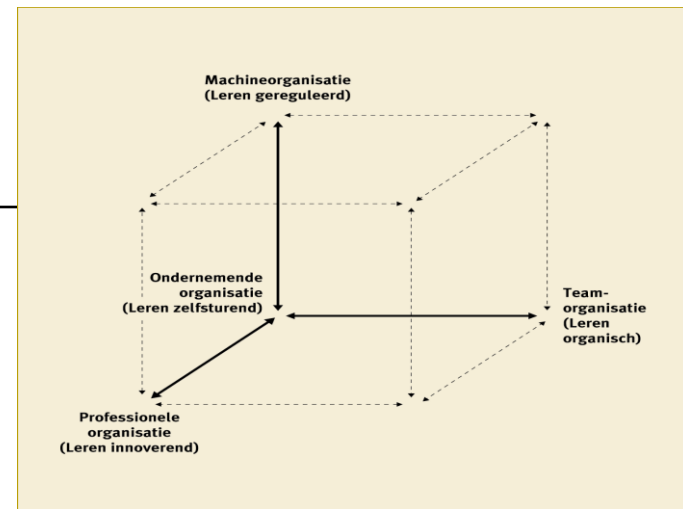 Machineorganisatie
(Leren gereguleerd)
Ondernemende
organisatie
(Leren zelfsturend)
Team-
organisatie
(Leren
organisch)
Professionele
organisatie
(Leren innoverend)